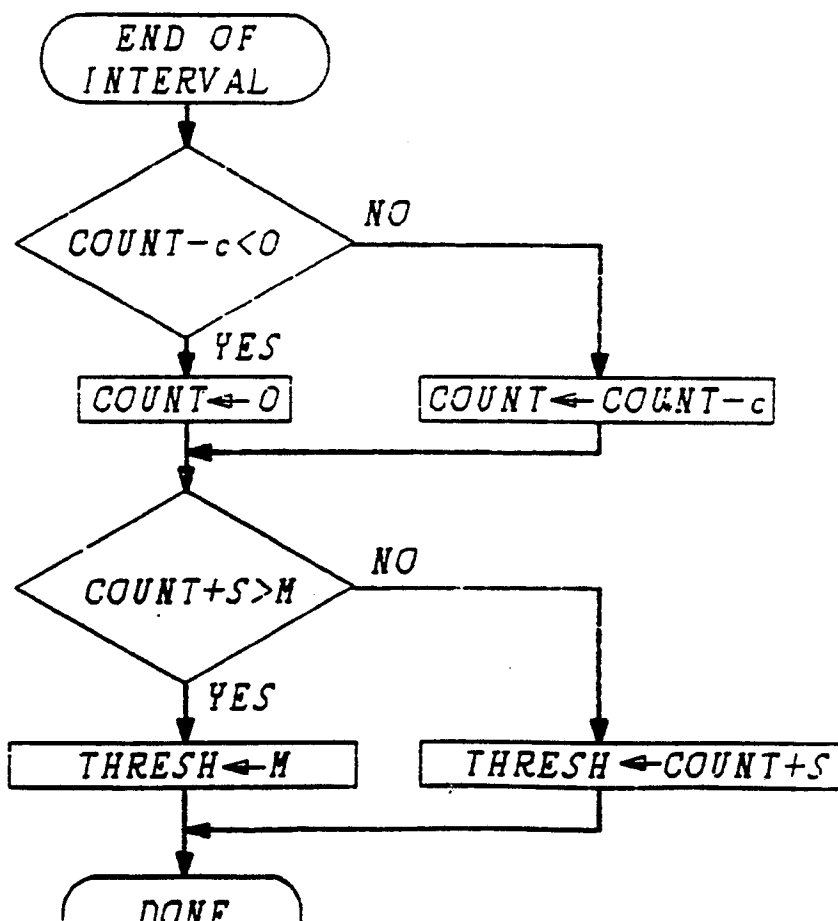 END OF
INTERVAL
COUNT-c<0
NO
YES
COUNT←0
COUNT←COUNT-c
COUNT+S>M
NO
YES
THRESH←M
THRESH←COUNT+S
DONE